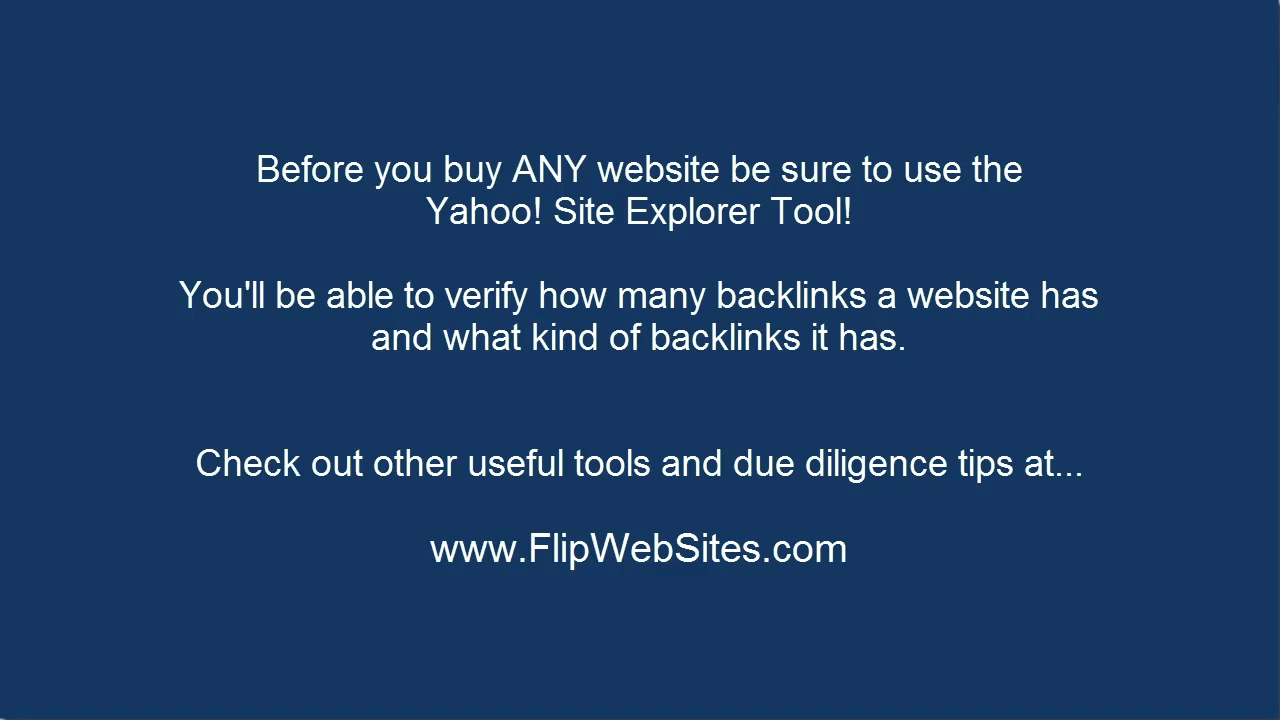 Before you buy ANY website be sure to use the
Yahoo! Site Explorer Tool!
You'll be able to verify how many backlinks a website has
and what kind of backlinks it has.
Check out other useful tools and due diligence tips at...
www.FlipWebSites.com